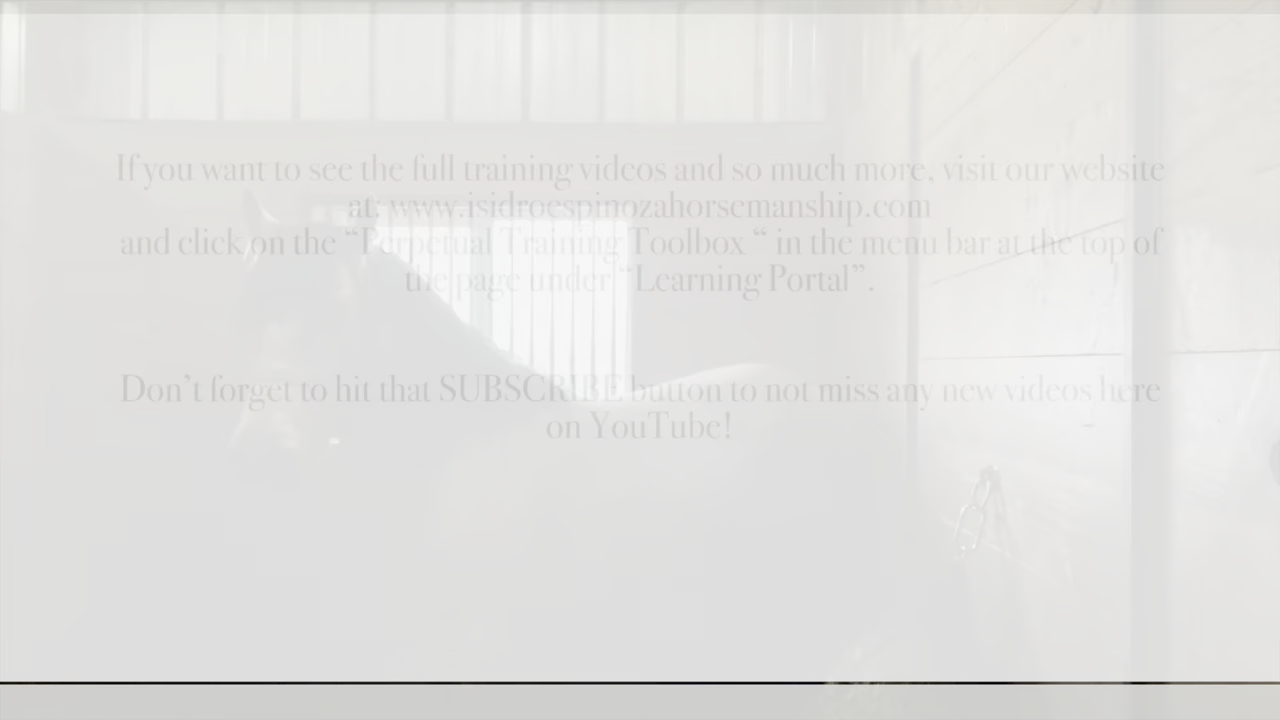 If you want to see the full training videos and so much more, visit our website
at: www.isidroespinozahorsemanship.com
and click on the “Perpetual Training Toolbox “ in the menu bar at the top of
the page under “Learning Portal”.
Don’t forget to hit that SUBSCRIBE button to not miss any new videos here
on YouTube!